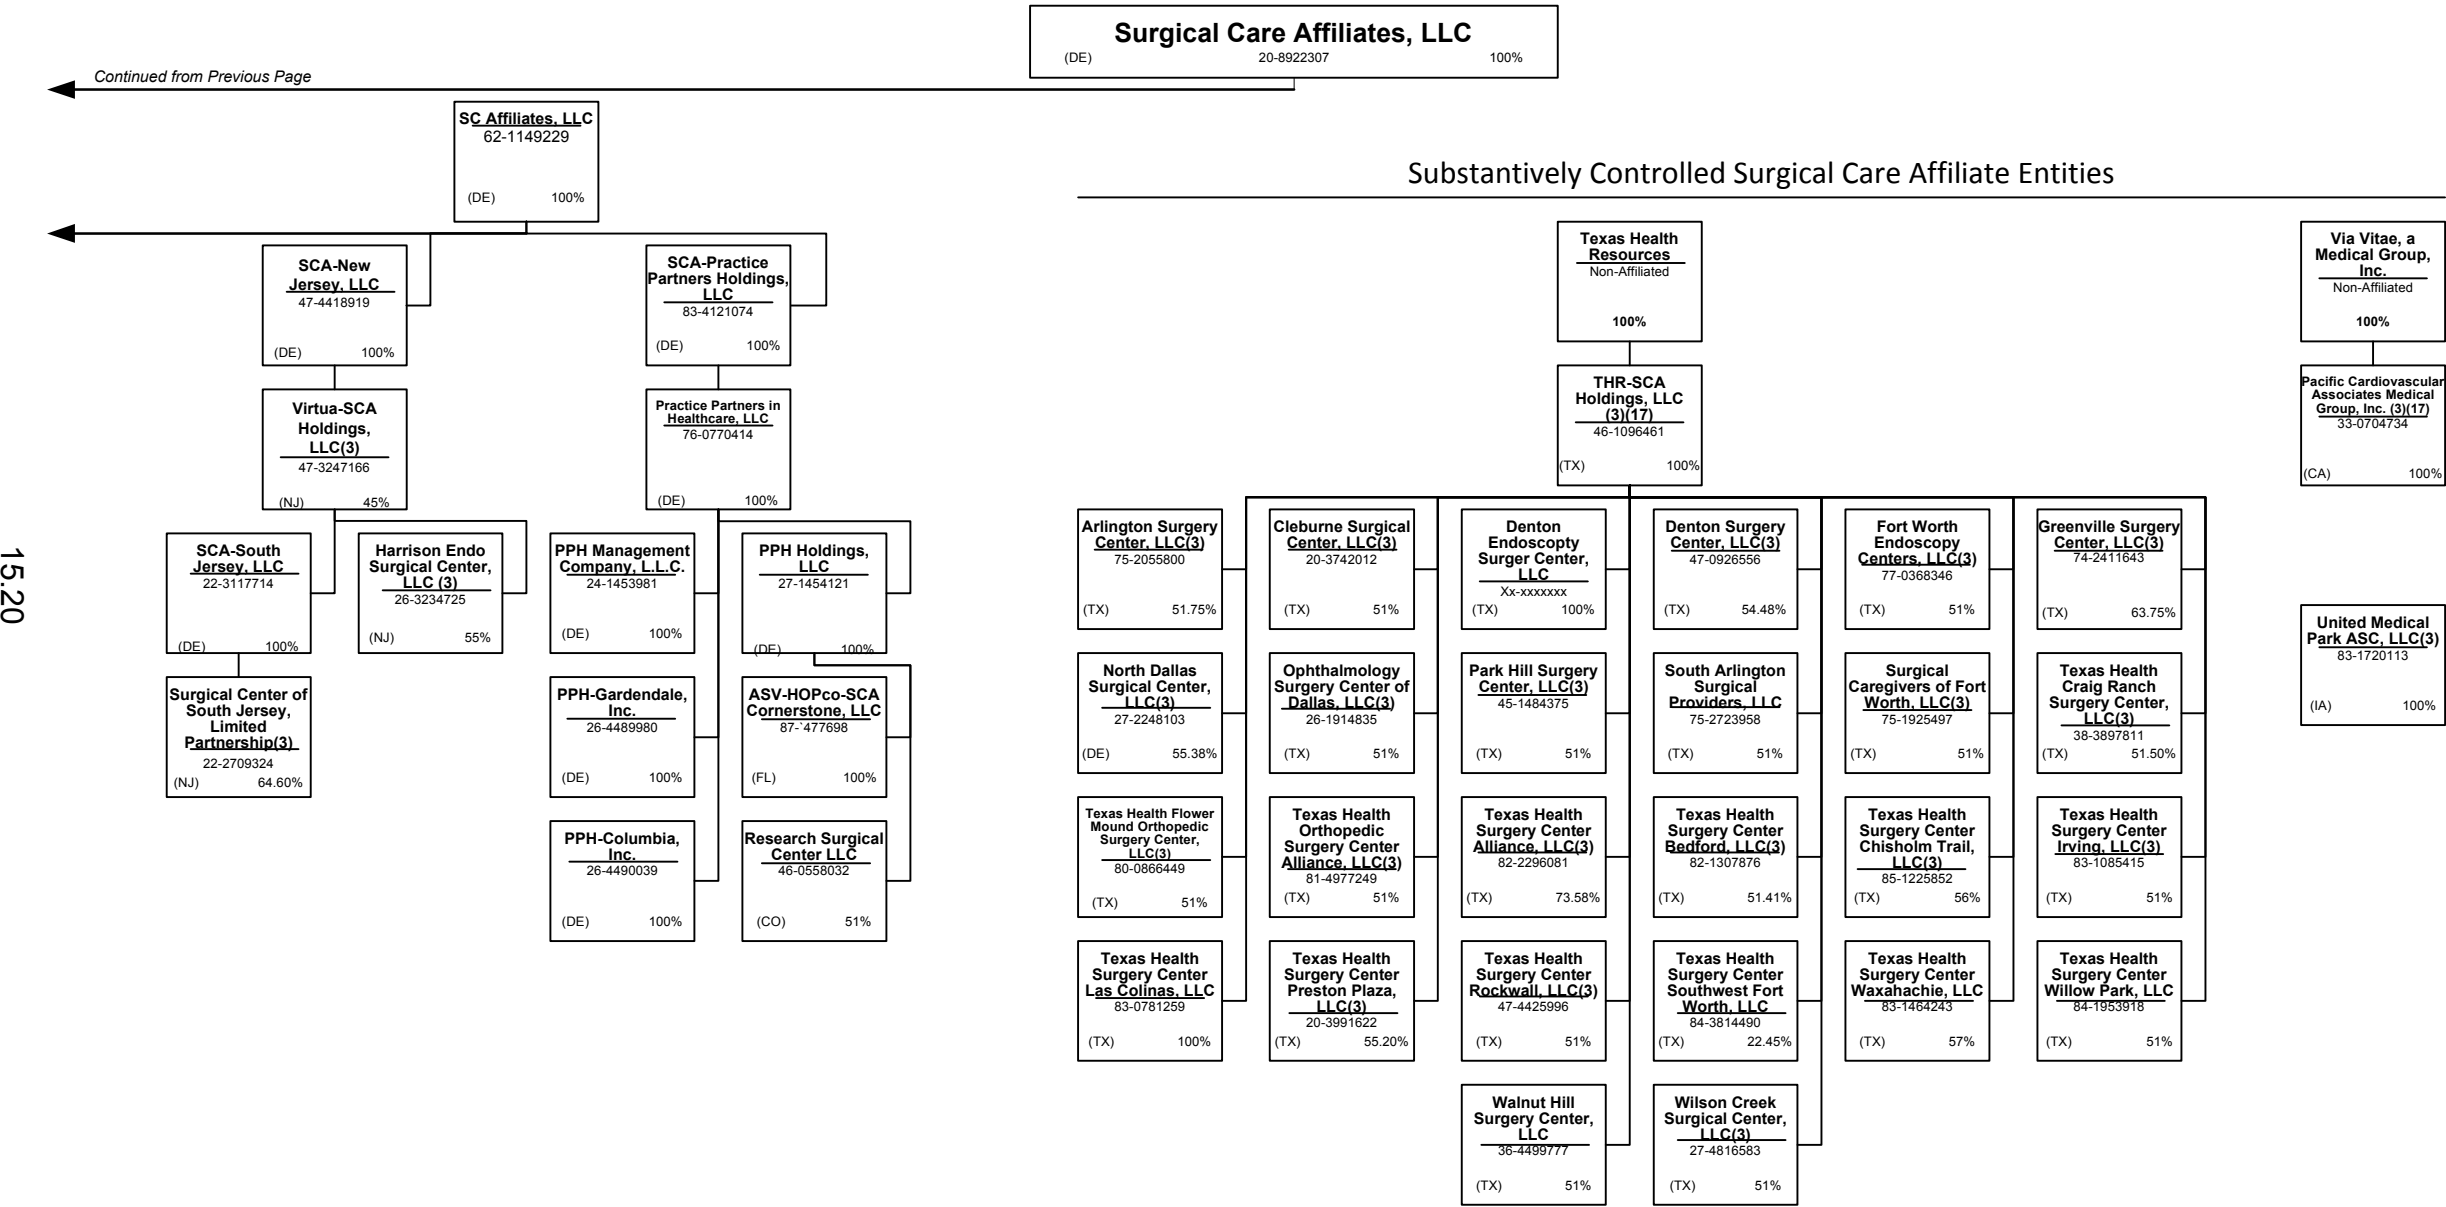 Surgical Care Affiliates, LLC
(DE) 20-8922307 100%
Continued from Previous Page
SC Affiliates, LLC
62-1149229
(DE) 100%
SCA-New
Jersey, LLC
47-4418919
(DE) 100%
SCA-Practice
Partners Holdings,
LLC
83-4121074
(DE) 100%
Virtua-SCA
Holdings,
LLC(3)
47-3247166
(NJ) 45%
Practice Partners in
Healthcare, LLC
76-0770414
(DE) 100%
SCA-South
Jersey, LLC
22-3117714
(DE) 100%
Harrison Endo
Surgical Center,
LLC (3)
26-3234725
(NJ) 55%
PPH Management
Company, L.L.C.
24-1453981
(DE) 100%
PPH Holdings,
LLC
27-1454121
(DE) 100%
Surgical Center of
South Jersey,
Limited
Partnership(3)
22-2709324
(NJ) 64.60%
PPH-Gardendale,
Inc.
26-4489980
(DE) 100%
ASV-HOPco-SCA
Cornerstone, LLC
87-`477698
(FL) 100%
PPH-Columbia,
Inc.
26-4490039
(DE) 100%
Research Surgical
Center LLC
46-0558032
(CO) 51%
Substantively Controlled Surgical Care Affiliate Entities
Texas Health
Resources
Non-Affiliated
100%
Via Vitae, a
Medical Group,
Inc.
Non-Affiliated
100%
THR-SCA
Holdings, LLC
(3)(17)
46-1096461
(TX) 100%
Pacific Cardiovascular
Associates Medical
Group, Inc. (3)(17)
33-0704734
(CA) 100%
Arlington Surgery
Center, LLC(3)
75-2055800
(TX) 51.75%
Cleburne Surgical
Center, LLC(3)
20-3742012
(TX) 51%
Denton
Endoscopty
Surger Center,
LLC
Xx-xxxxxxx
(TX) 100%
Denton Surgery
Center, LLC(3)
47-0926556
(TX) 54.48%
Fort Worth
Endoscopy
Centers, LLC(3)
77-0368346
(TX) 51%
Greenville Surgery
Center, LLC(3)
74-2411643
(TX) 63.75%
United Medical
Park ASC, LLC(3)
83-1720113
(IA) 100%
North Dallas
Surgical Center,
LLC(3)
27-2248103
(DE) 55.38%
Ophthalmology
Surgery Center of
Dallas, LLC(3)
26-1914835
(TX) 51%
Park Hill Surgery
Center, LLC(3)
45-1484375
(TX) 51%
South Arlington
Surgical
Providers, LLC
75-2723958
(TX) 51%
Surgical
Caregivers of Fort
Worth, LLC(3)
75-1925497
(TX) 51%
Texas Health
Craig Ranch
Surgery Center,
LLC(3)
38-3897811
(TX) 51.50%
Texas Health Flower
Mound Orthopedic
Surgery Center,
LLC(3)
80-0866449
(TX) 51%
Texas Health
Orthopedic
Surgery Center
Alliance, LLC(3)
81-4977249
(TX) 51%
Texas Health
Surgery Center
Alliance, LLC(3)
82-2296081
(TX) 73.58%
Texas Health
Surgery Center
Bedford, LLC(3)
82-1307876
(TX) 51.41%
Texas Health
Surgery Center
Chisholm Trail,
LLC(3)
85-1225852
(TX) 56%
Texas Health
Surgery Center
Irving, LLC(3)
83-1085415
(TX) 51%
Texas Health
Surgery Center
Las Colinas, LLC
83-0781259
(TX) 100%
Texas Health
Surgery Center
Preston Plaza,
LLC(3)
20-3991622
(TX) 55.20%
Texas Health
Surgery Center
Rockwall, LLC(3)
47-4425996
(TX) 51%
Texas Health
Surgery Center
Southwest Fort
Worth, LLC
84-3814490
(TX) 22.45%
Texas Health
Surgery Center
Waxahachie, LLC
83-1464243
(TX) 57%
Texas Health
Surgery Center
Willow Park, LLC
84-1953918
(TX) 51%
Walnut Hill
Surgery Center,
LLC
36-4499777
(TX) 51%
Wilson Creek
Surgical Center,
LLC(3)
27-4816583
(TX) 51%
15.20